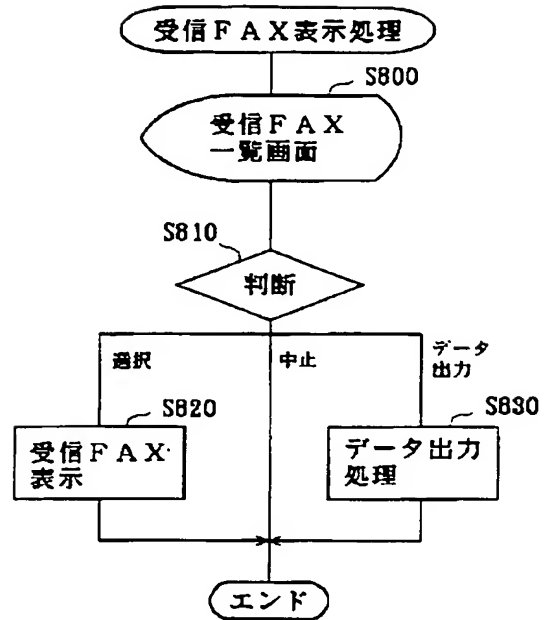 受信ＦＡＸ表示処理
S800
受信ＦＡＸ
一覧画面
S810
判断
選択
中止
データ
出力
S820
受信ＦＡＸ
表示
S830
データ出力
処理
エンド